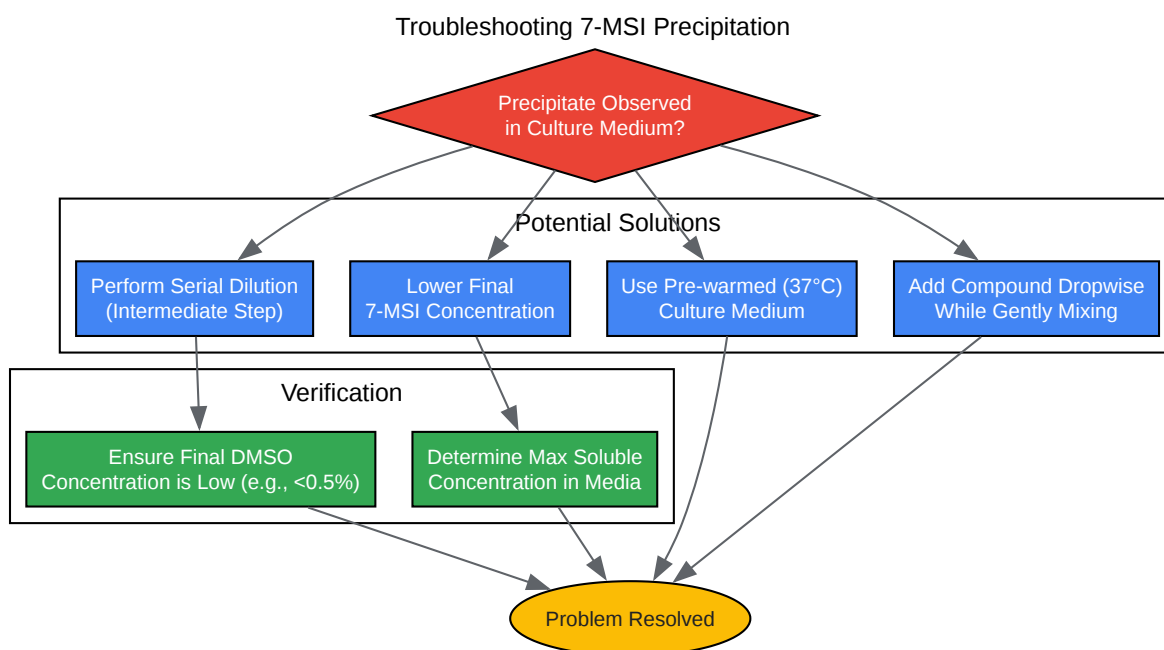 Troubleshooting 7-MSI Precipitation
Precipitate Observed
in Culture Medium?
Potential Solutions
Perform Serial Dilution
(Intermediate Step)
Lower Final
7-MSI Concentration
Use Pre-warmed (37°C)
Culture Medium
Add Compound Dropwise
While Gently Mixing
Verification
Ensure Final DMSO
Concentration is Low (e.g., <0.5%)
Determine Max Soluble
Concentration in Media
Problem Resolved